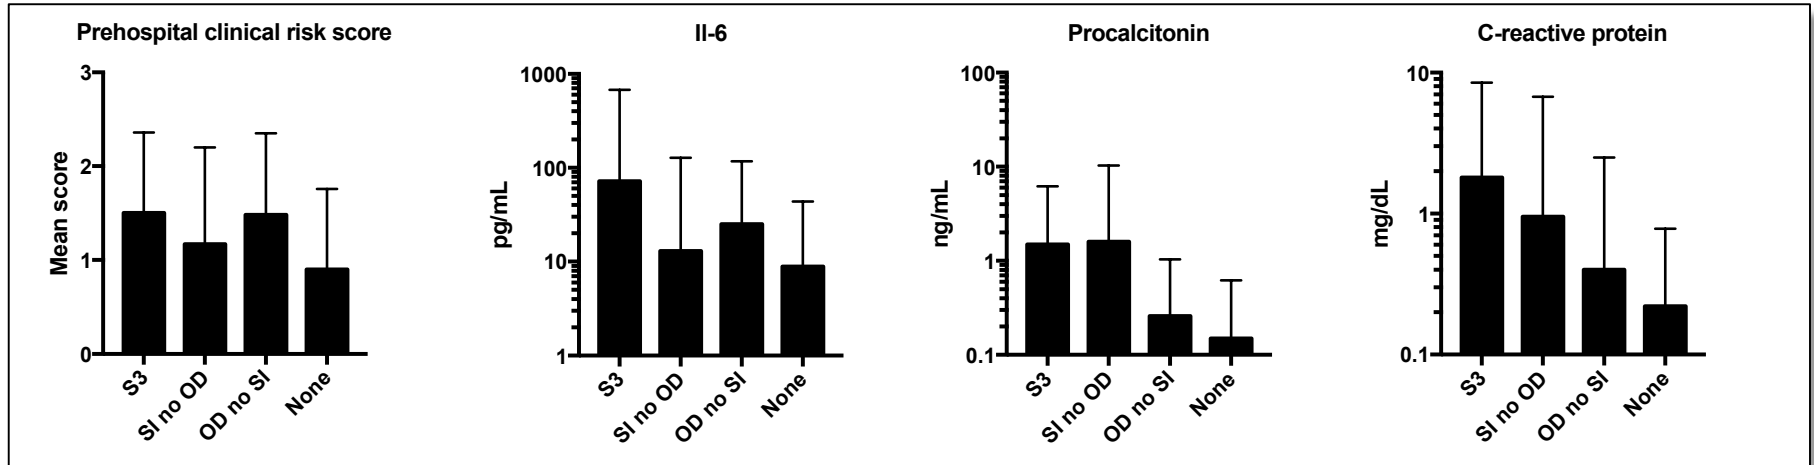 Prehospital clinical risk score
Mean score
3
2
1
0
S3
SI no OD
OD no SI
None
Il-6
pg/mL
1000
100
10
1
S3
SI no OD
OD no SI
None
Procalcitonin
ng/mL
100
10
1
0.1
S3
SI no OD
OD no SI
None
C-reactive protein
mg/dL
10
1
0.1
S3
SI no OD
OD no SI
None